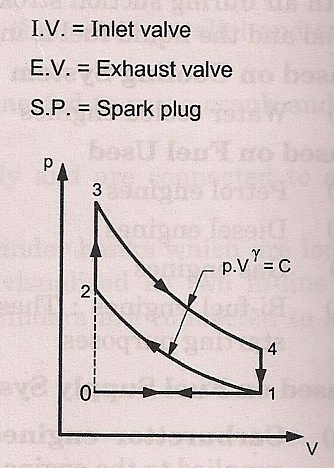 I.V. = Inlet valve
E.V. = Exhaust valve
S.P. = Spark plug
p
3
p.V^γ = C
2
4
0
1
V